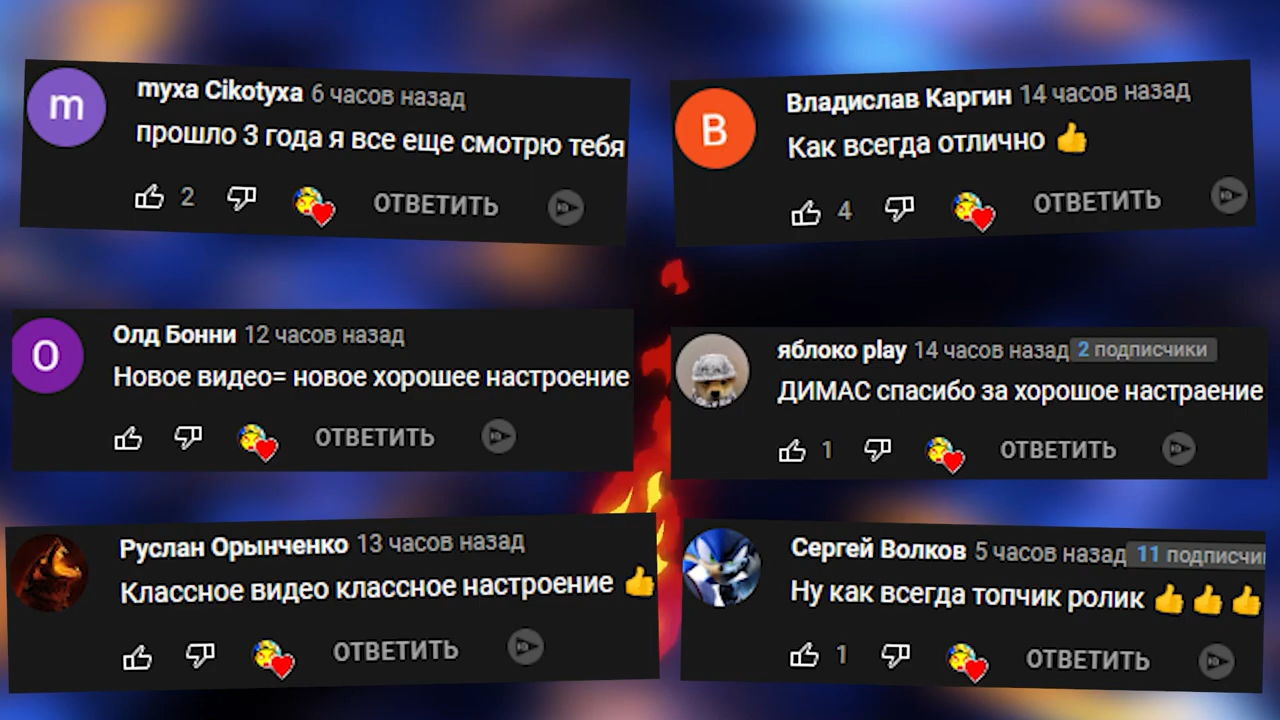 m
myxa Cikotyxa 6 часов назад
прошло 3 года я все еще смотрю тебя
2
ОТВЕТИТЬ
В
Владислав Каргин 14 часов назад
Как всегда отлично 👍
4
ОТВЕТИТЬ
О
Олд Бонни 12 часов назад
Новое видео= новое хорошее настроение
ОТВЕТИТЬ
яблоко play 14 часов назад 2 подписчики
ДИМАС спасибо за хорошое настраение
1
ОТВЕТИТЬ
Руслан Орынченко 13 часов назад
Классное видео классное настроение 👍
ОТВЕТИТЬ
Сергей Волков 5 часов назад 11 подписчи
Ну как всегда топчик ролик 👍👍👍
1
ОТВЕТИТЬ